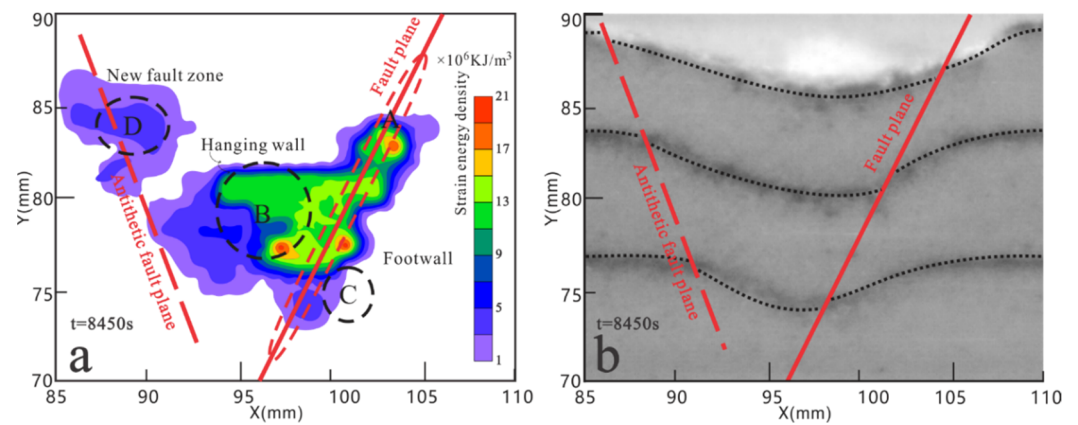 90
85
80
75
70
Y(mm)
85
90
95
100
105
110
X(mm)
New fault zone
D
Hanging wall
B
A
C
Footwall
Fault plane
Antithetic fault plane
×10⁶KJ/m³
Strain energy density
21
17
13
9
5
1
t=8450s
a
90
85
80
75
70
Y(mm)
85
90
95
100
105
110
X(mm)
Fault plane
Antithetic fault plane
t=8450s
b